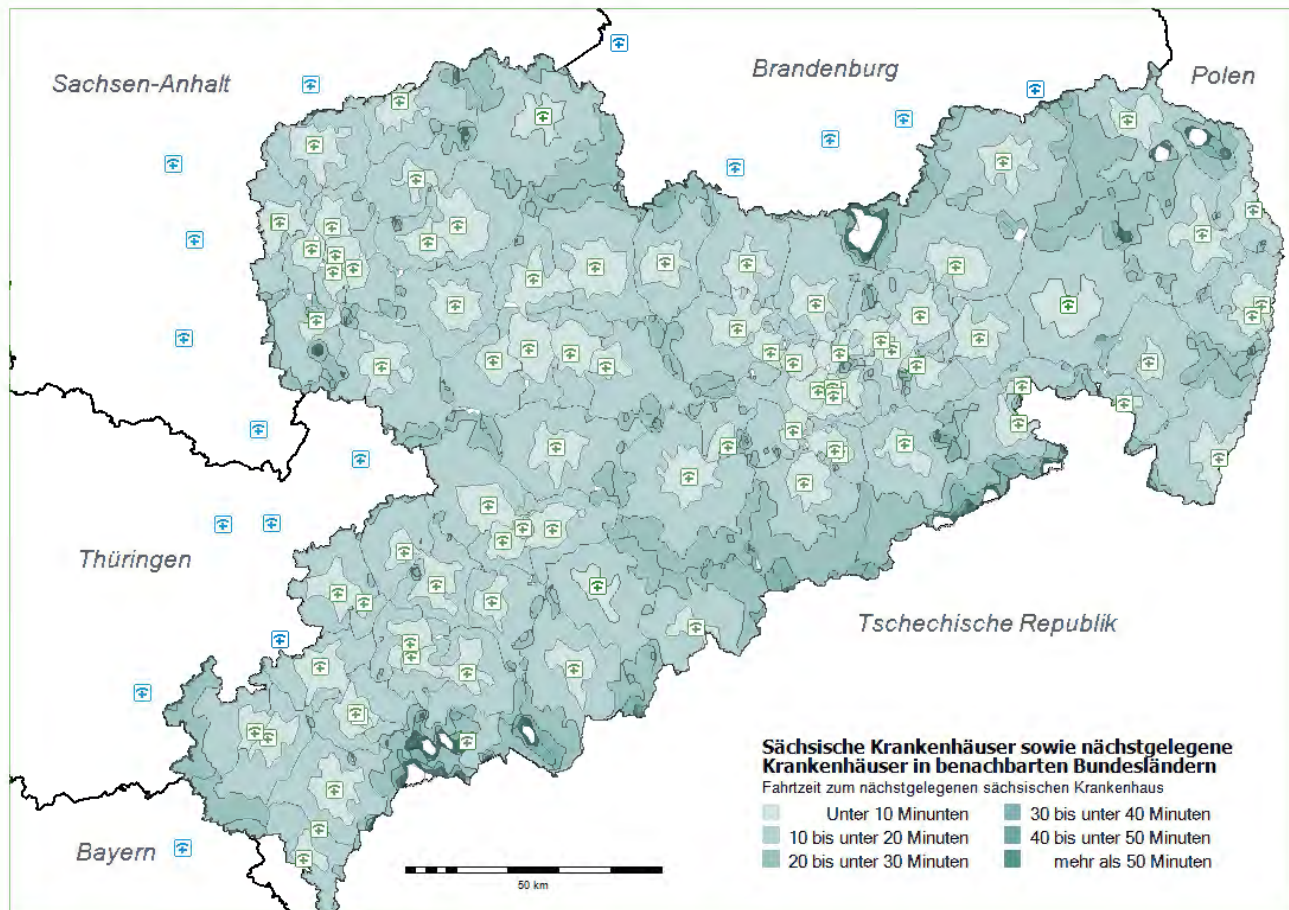 Sachsen-Anhalt
Brandenburg
Polen
Thüringen
Tschechische Republik
Bayern
50 km
Sächsische Krankenhäuser sowie nächstgelegene
Krankenhäuser in benachbarten Bundesländern
Fahrtzeit zum nächstgelegenen sächsischen Krankenhaus
Unter 10 Minunten
10 bis unter 20 Minuten
20 bis unter 30 Minuten
30 bis unter 40 Minuten
40 bis unter 50 Minuten
mehr als 50 Minuten